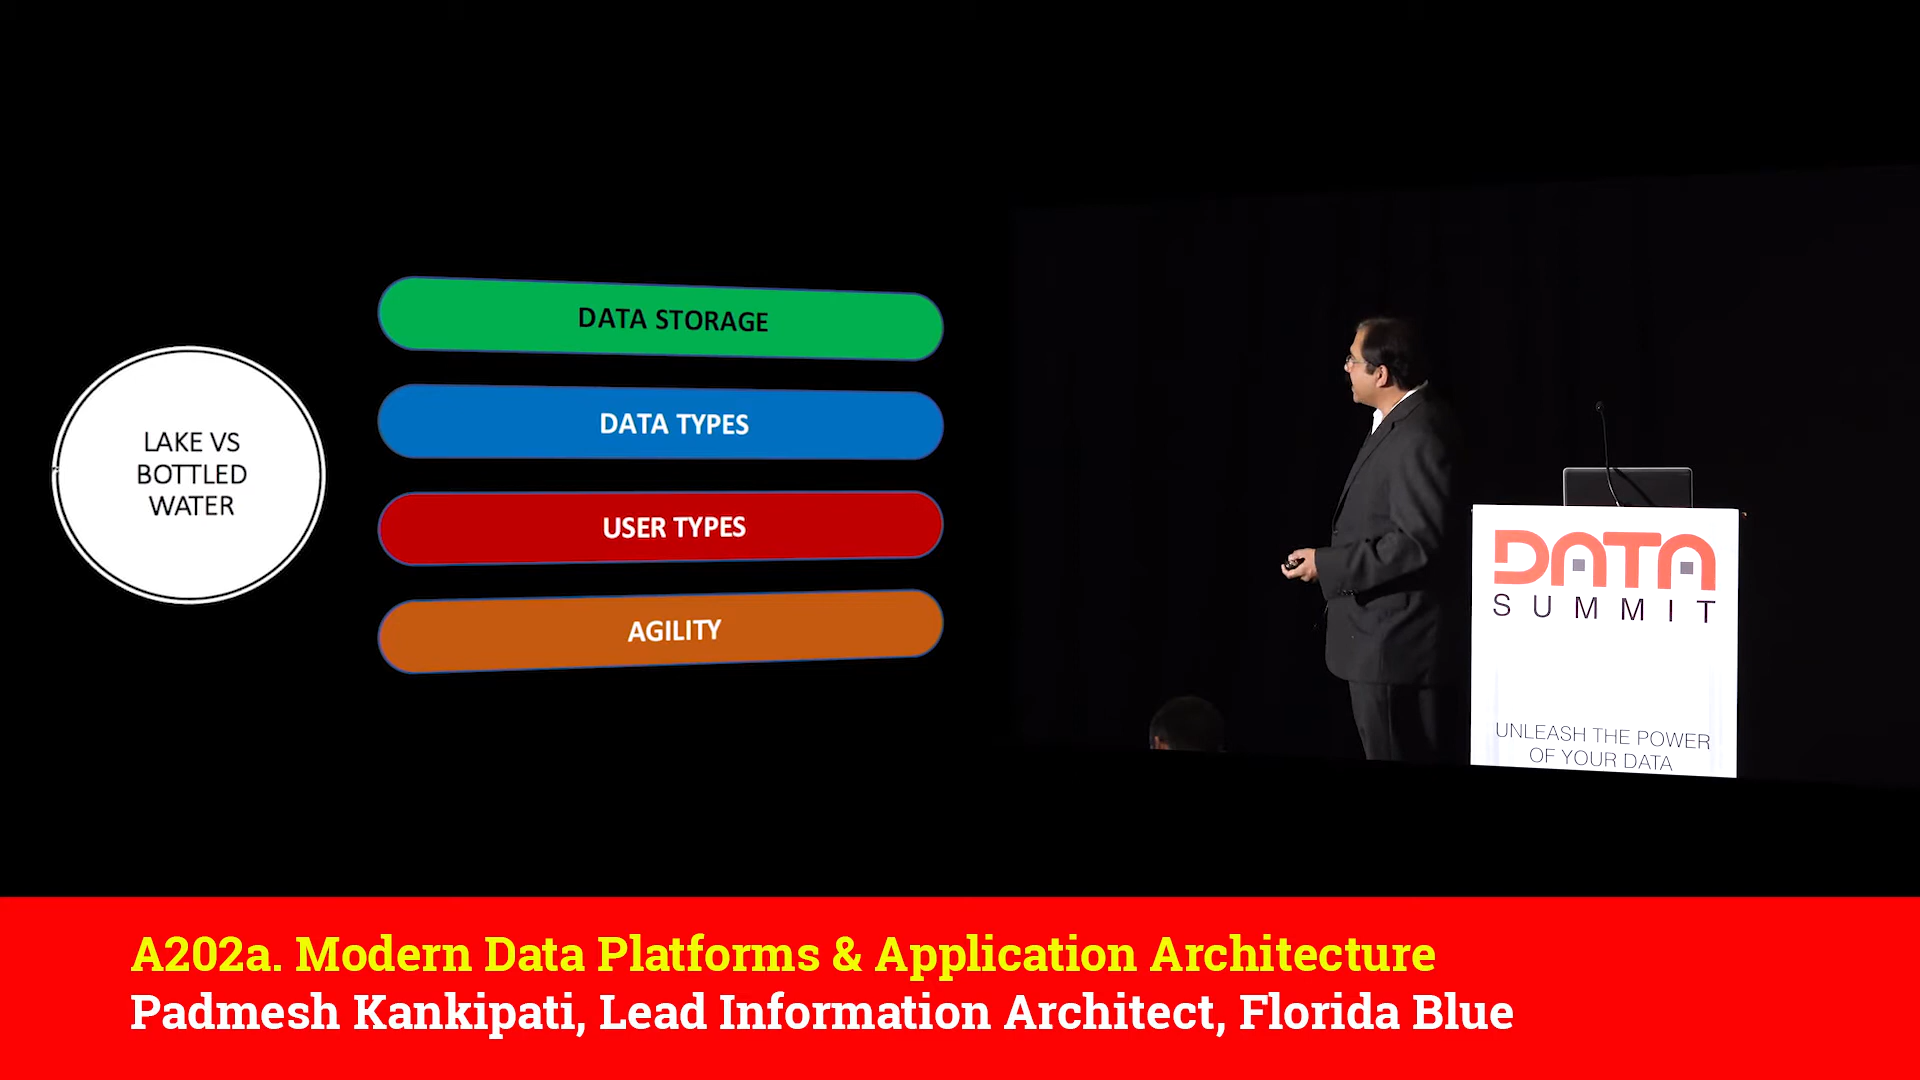 LAKE VS
BOTTLED
WATER
DATA STORAGE
DATA TYPES
USER TYPES
AGILITY
DATA
SUMMIT
UNLEASH THE POWER
OF YOUR DATA
A202a. Modern Data Platforms & Application Architecture
Padmesh Kankipati, Lead Information Architect, Florida Blue